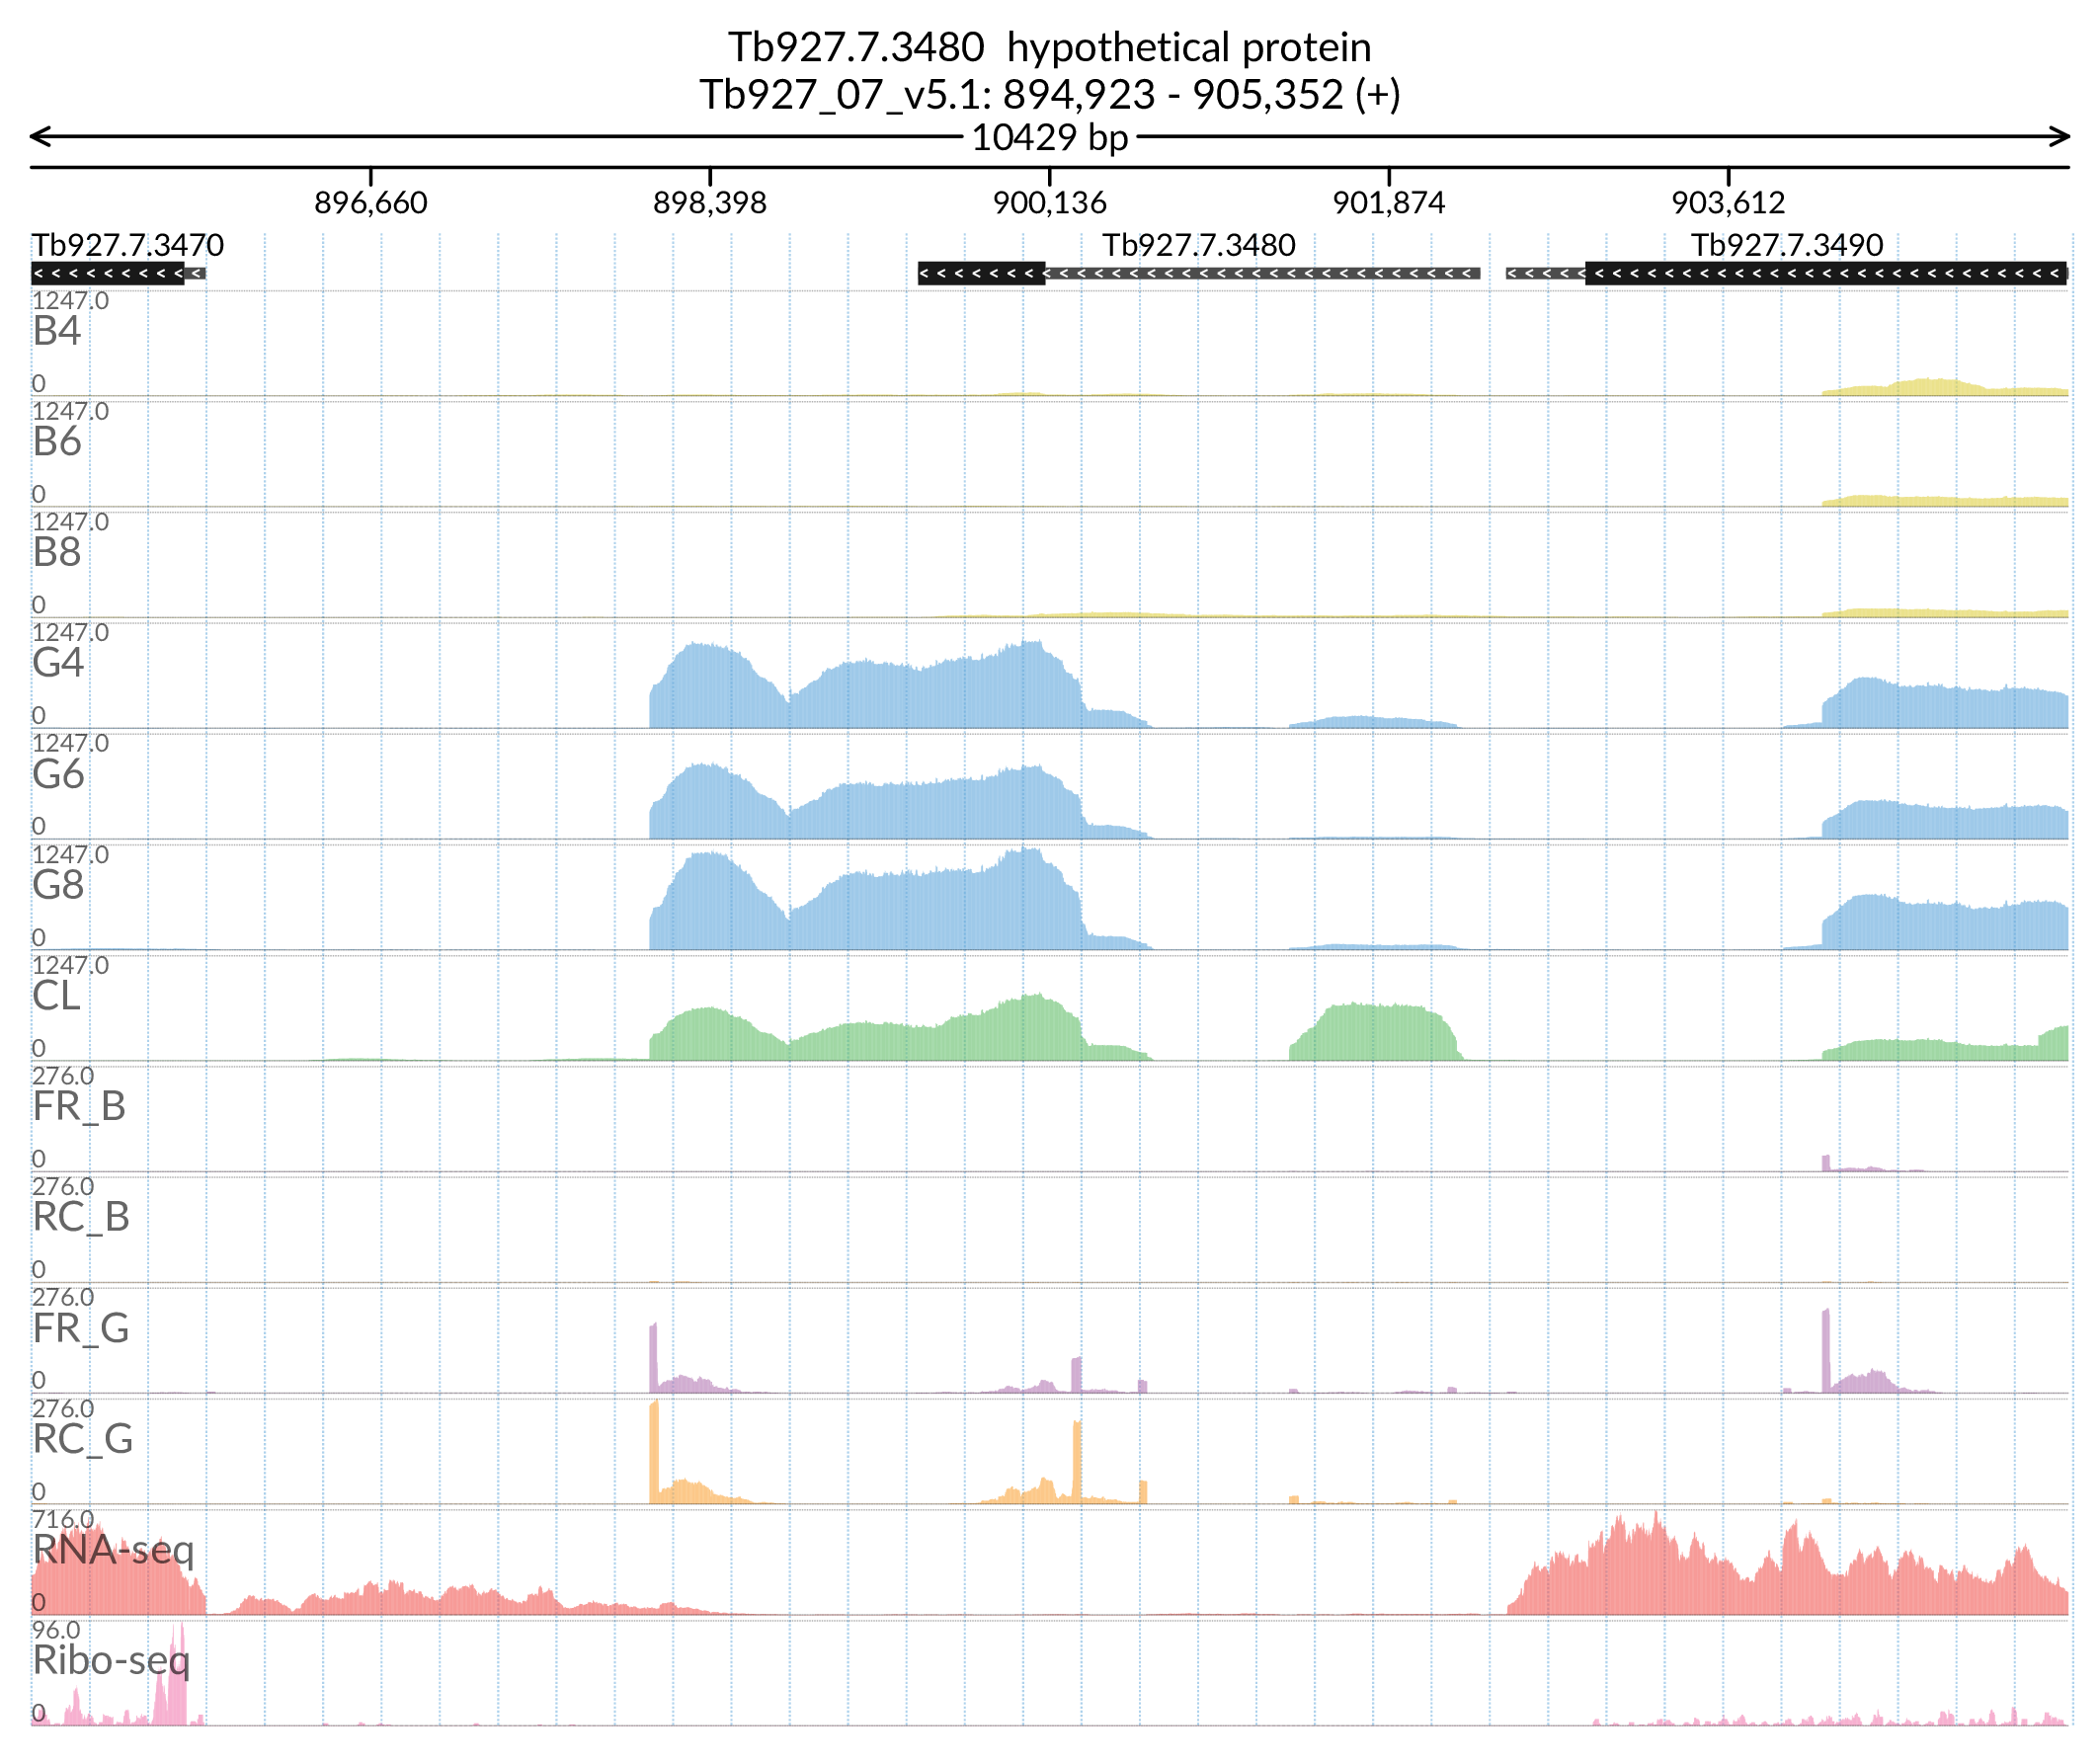 Tb927.7.3480 hypothetical protein
Tb927_07_v5.1: 894,923 - 905,352 (+)
10429 bp
896,660 898,398 900,136 901,874 903,612
Tb927.7.3470 Tb927.7.3480 Tb927.7.3490
1247.0
B4
0
1247.0
B6
0
1247.0
B8
0
1247.0
G4
0
1247.0
G6
0
1247.0
G8
0
1247.0
CL
0
276.0
FR_B
0
276.0
RC_B
0
276.0
FR_G
0
276.0
RC_G
0
716.0
RNA-seq
0
96.0
Ribo-seq
0